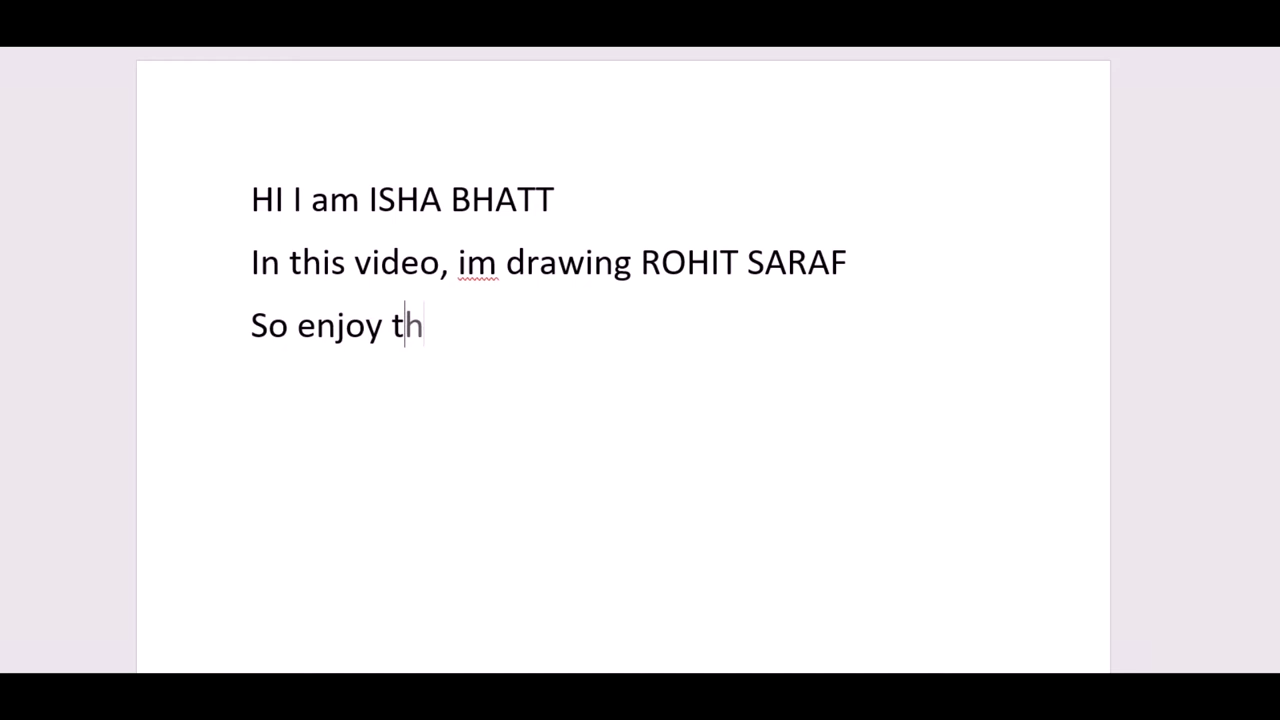 HI I am ISHA BHATT
In this video, im drawing ROHIT SARAF
So enjoy th